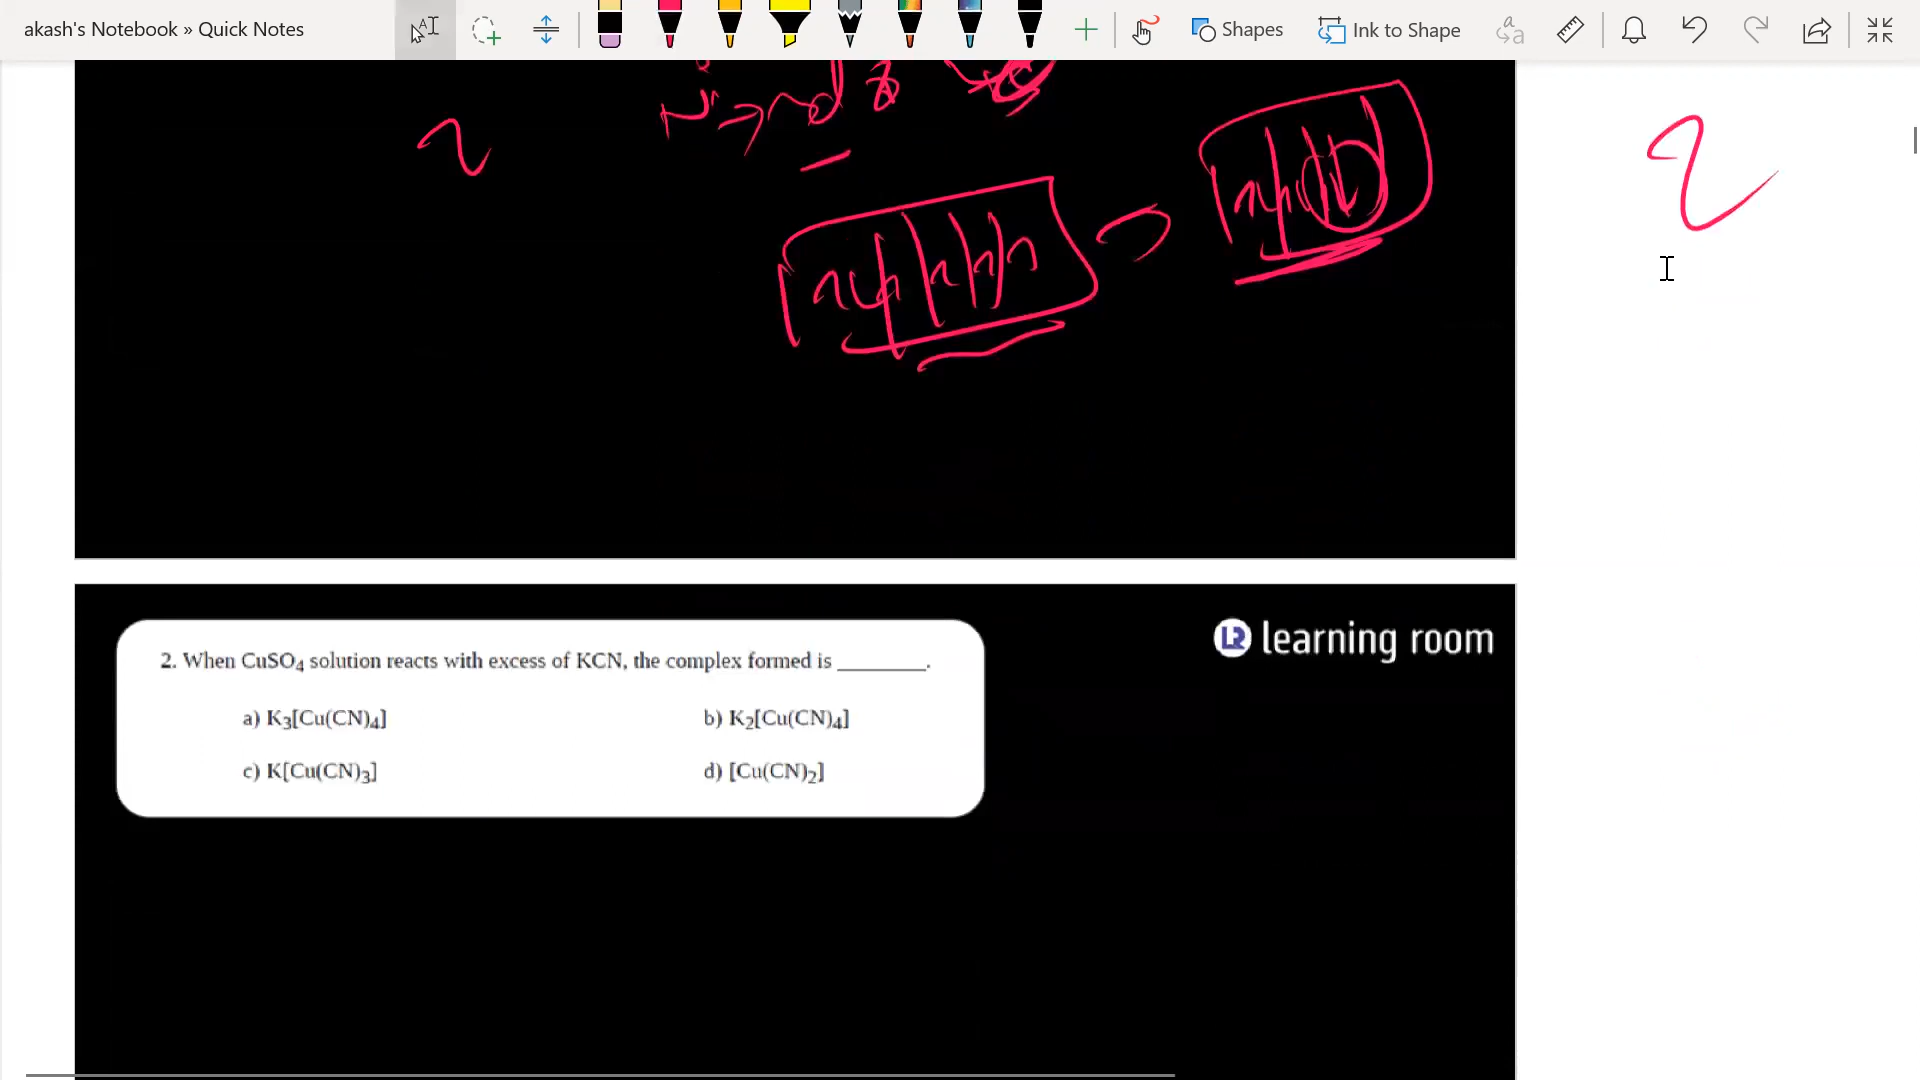 akash's Notebook » Quick Notes
Shapes
Ink to Shape
2. When CuSO₄ solution reacts with excess of KCN, the complex formed is ________.
a) K₃[Cu(CN)₄] b) K₂[Cu(CN)₄]
c) K[Cu(CN)₃] d) [Cu(CN)₂]
LR learning room